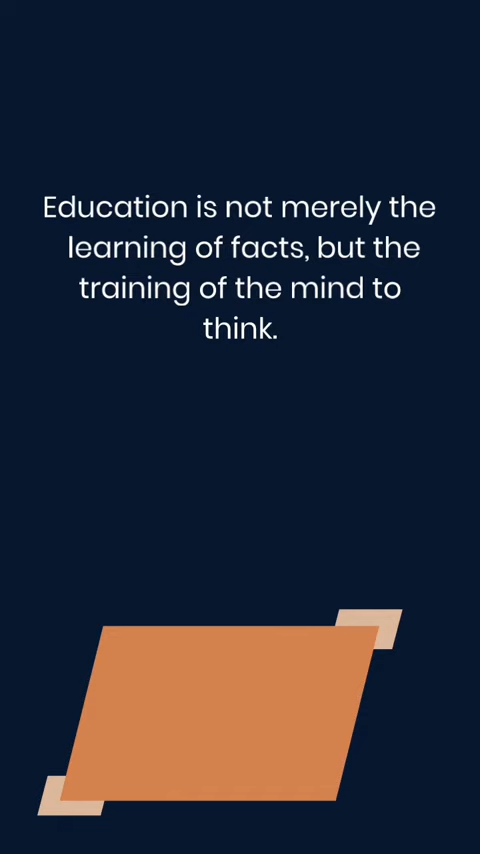 Education is not merely the
learning of facts, but the
training of the mind to
think.